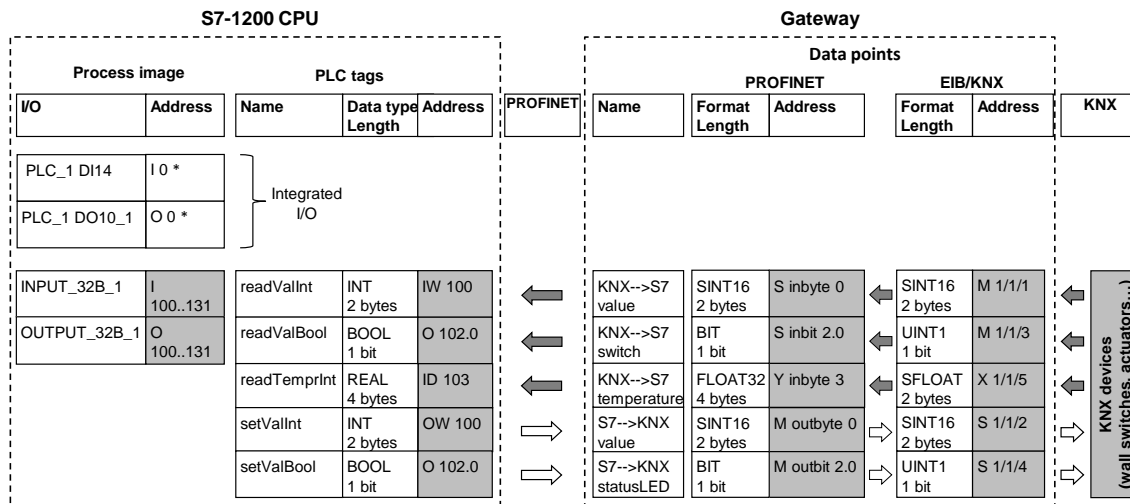 S7-1200 CPU
Gateway
Data points
Process image
PLC tags
PROFINET
EIB/KNX
I/O
Address
Name
Data type
Length
Address
PROFINET
Name
Format
Length
Address
Format
Length
Address
KNX
PLC_1 DI14
I 0 *
PLC_1 DO10_1
O 0 *
Integrated
I/O
INPUT_32B_1
I
100..131
readValInt
INT
2 bytes
IW 100
KNX-->S7
value
SINT16
2 bytes
S inbyte 0
SINT16
2 bytes
M 1/1/1
OUTPUT_32B_1
O
100..131
readValBool
BOOL
1 bit
O 102.0
KNX-->S7
switch
BIT
1 bit
S inbit 2.0
UINT1
1 bit
M 1/1/3
readTemprInt
REAL
4 bytes
ID 103
KNX-->S7
temperature
FLOAT32
4 bytes
Y inbyte 3
SFLOAT
2 bytes
X 1/1/5
setValInt
INT
2 bytes
OW 100
S7-->KNX
value
SINT16
2 bytes
M outbyte 0
SINT16
2 bytes
S 1/1/2
setValBool
BOOL
1 bit
O 102.0
S7-->KNX
statusLED
BIT
1 bit
M outbit 2.0
UINT1
1 bit
S 1/1/4
KNX devices
(wall switches, actuators...)